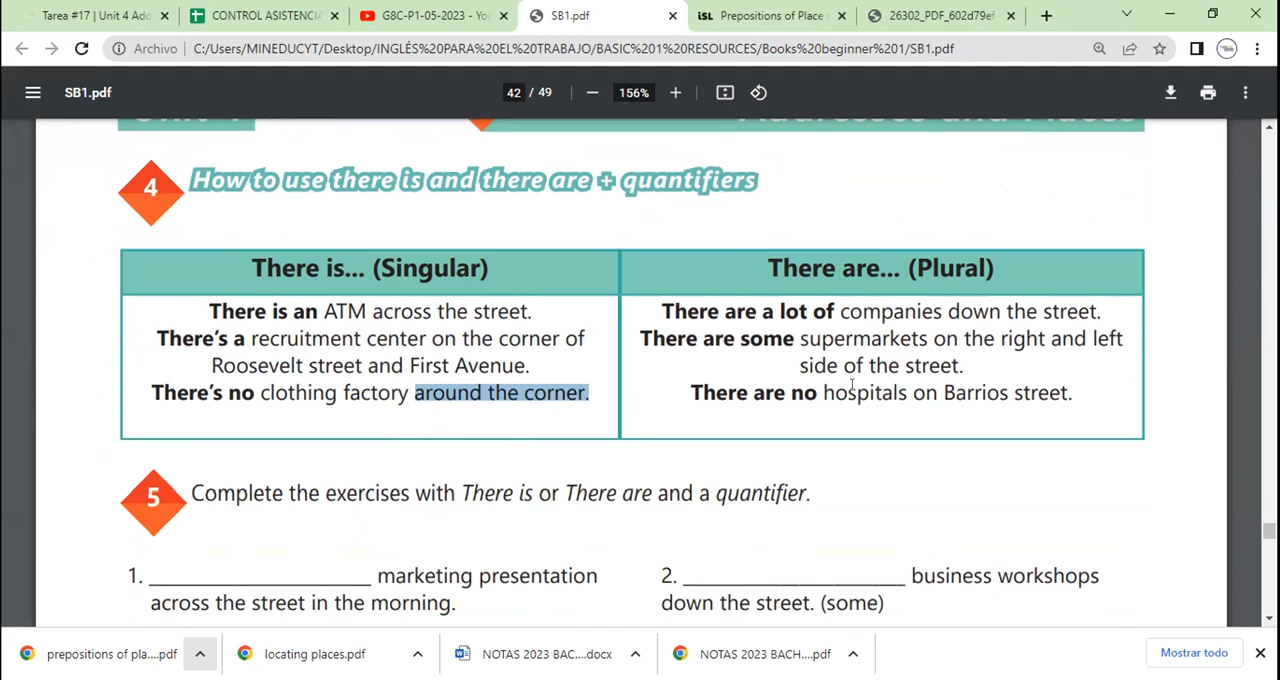 Tarea #17 | Unit 4 Add
CONTROL ASISTENCIA
G8C-P1-05-2023 - You
SB1.pdf
iSL Prepositions of Place
26302_PDF_602d79ef
Archivo | C:/Users/MINEDUCYT/Desktop/INGLÉS%20PARA%20EL%20TRABAJO/BASIC%201%20RESOURCES/Books%20beginner%201/SB1.pdf
SB1.pdf
42 / 49
156%
Addresses and Places
4 How to use there is and there are + quantifiers
There is... (Singular)
There is an ATM across the street.
There's a recruitment center on the corner of
Roosevelt street and First Avenue.
There's no clothing factory around the corner.
There are... (Plural)
There are a lot of companies down the street.
There are some supermarkets on the right and left
side of the street.
There are no hospitals on Barrios street.
5 Complete the exercises with There is or There are and a quantifier.
1. ____________________ marketing presentation
across the street in the morning.
2. ____________________ business workshops
down the street. (some)
prepositions of pla....pdf
locating places.pdf
NOTAS 2023 BAC....docx
NOTAS 2023 BACH....pdf
Mostrar todo